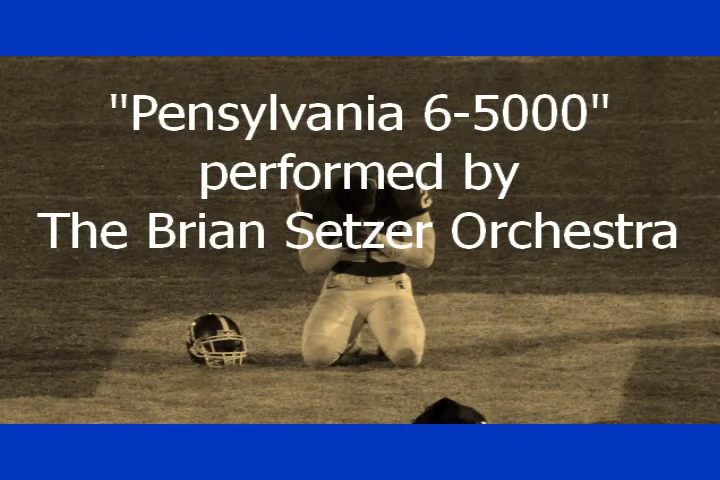 "Pensylvania 6-5000"
performed by
The Brian Setzer Orchestra